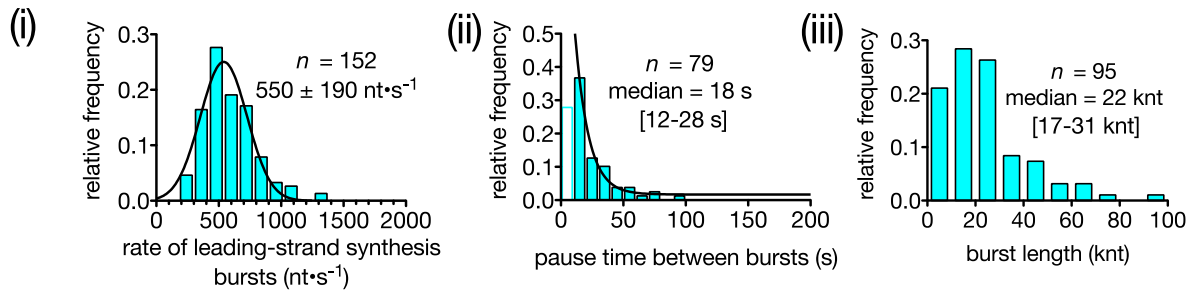 (i)
relative frequency
0.3
0.2
0.1
0.0
n = 152
550 ± 190 nt•s⁻¹
0 500 1000 1500 2000
rate of leading-strand synthesis
bursts (nt•s⁻¹)
(ii)
relative frequency
0.5
0.4
0.3
0.2
0.1
0.0
n = 79
median = 18 s
[12-28 s]
0 50 100 150 200
pause time between bursts (s)
(iii)
relative frequency
0.3
0.2
0.1
0.0
n = 95
median = 22 knt
[17-31 knt]
0 20 40 60 80 100
burst length (knt)